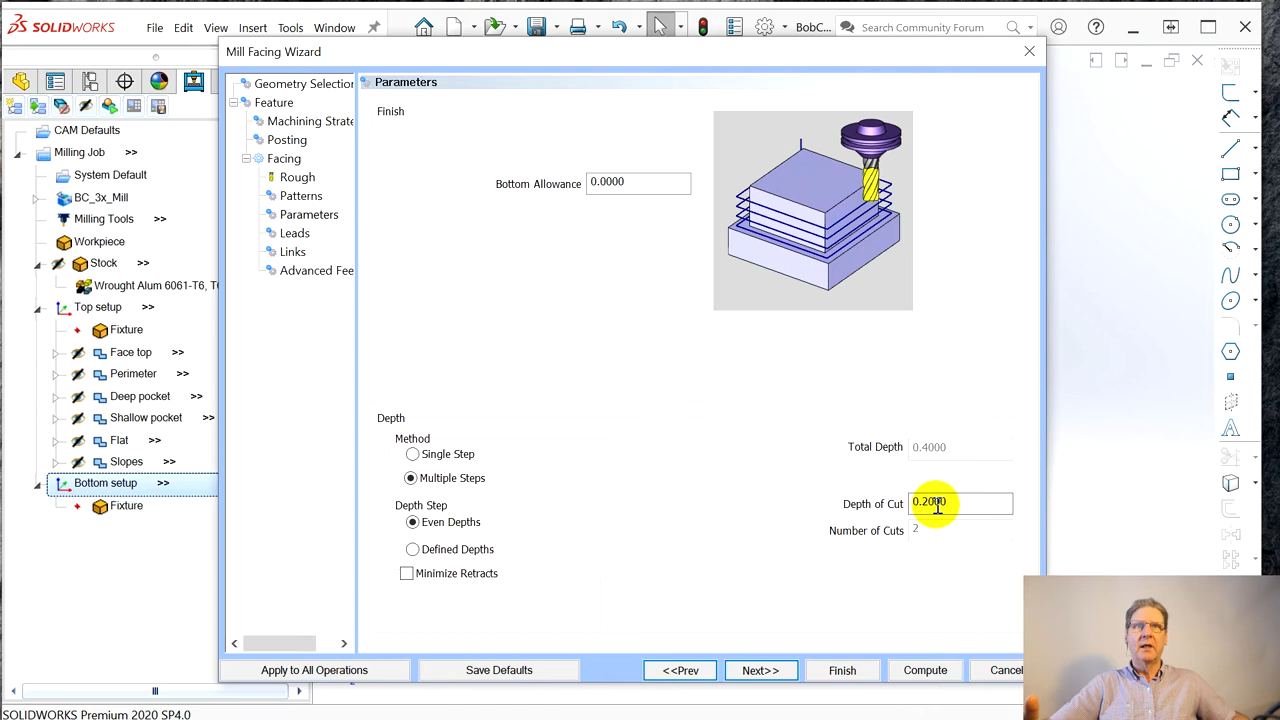 SOLIDWORKS File Edit View Insert Tools Window BobC... Search Community Forum
Mill Facing Wizard
Geometry Selectio
Feature
Machining Strate
Posting
Facing
Rough
Patterns
Parameters
Leads
Links
Advanced Fee
CAM Defaults
Milling Job >>
System Default
BC_3x_Mill
Milling Tools >>
Workpiece
Stock >>
Wrought Alum 6061-T6, T6
Top setup >>
Fixture
Face top >>
Perimeter >>
Deep pocket >>
Shallow pocket >>
Flat >>
Slopes >>
Bottom setup >>
Fixture
Parameters
Finish
Bottom Allowance 0.0000
Depth
Method
Single Step
Multiple Steps
Depth Step
Even Depths
Defined Depths
Minimize Retracts
Total Depth 0.4000
Depth of Cut 0.2000
Number of Cuts 2
Apply to All Operations Save Defaults <<Prev Next>> Finish Compute Cancel
SOLIDWORKS Premium 2020 SP4.0